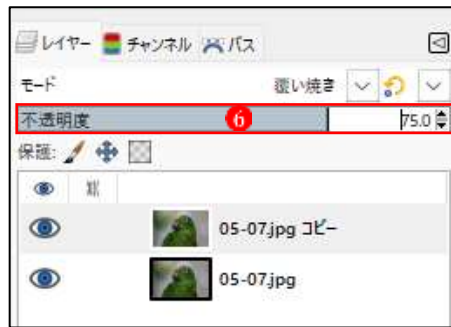 レイヤー チャンネル パス
モード 覆い焼き
不透明度 6 75.0
保護:
05-07.jpg コピー
05-07.jpg